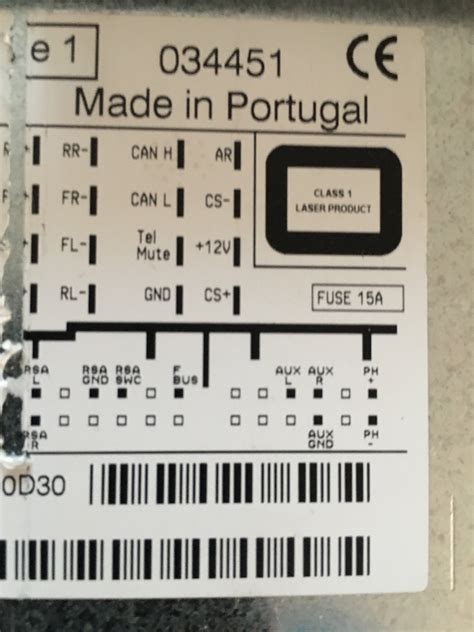 e 1
034451
CE
Made in Portugal
RR- CAN H AR
FR- CAN L CS-
FL- Tel Mute +12V
RL- GND CS+
CLASS 1
LASER PRODUCT
FUSE 15A
RSA L RSA GND RSA SWC F BUS AUX L AUX R PH +
RSA R AUX GND PH -
0D30